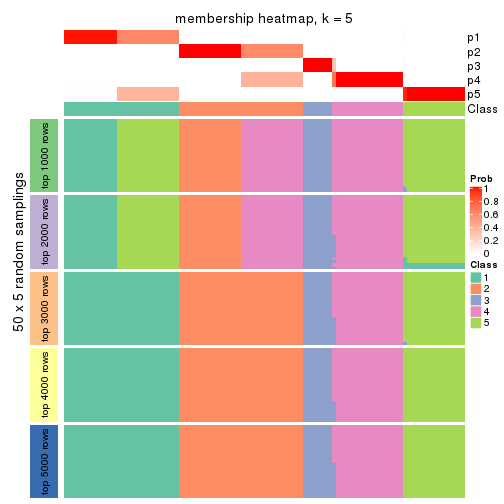 membership heatmap, k = 5
p1
p2
p3
p4
p5
Class
50 x 5 random samplings
top 1000 rows
top 2000 rows
top 3000 rows
top 4000 rows
top 5000 rows
Prob
1
0.8
0.6
0.4
0.2
0
Class
1
2
3
4
5